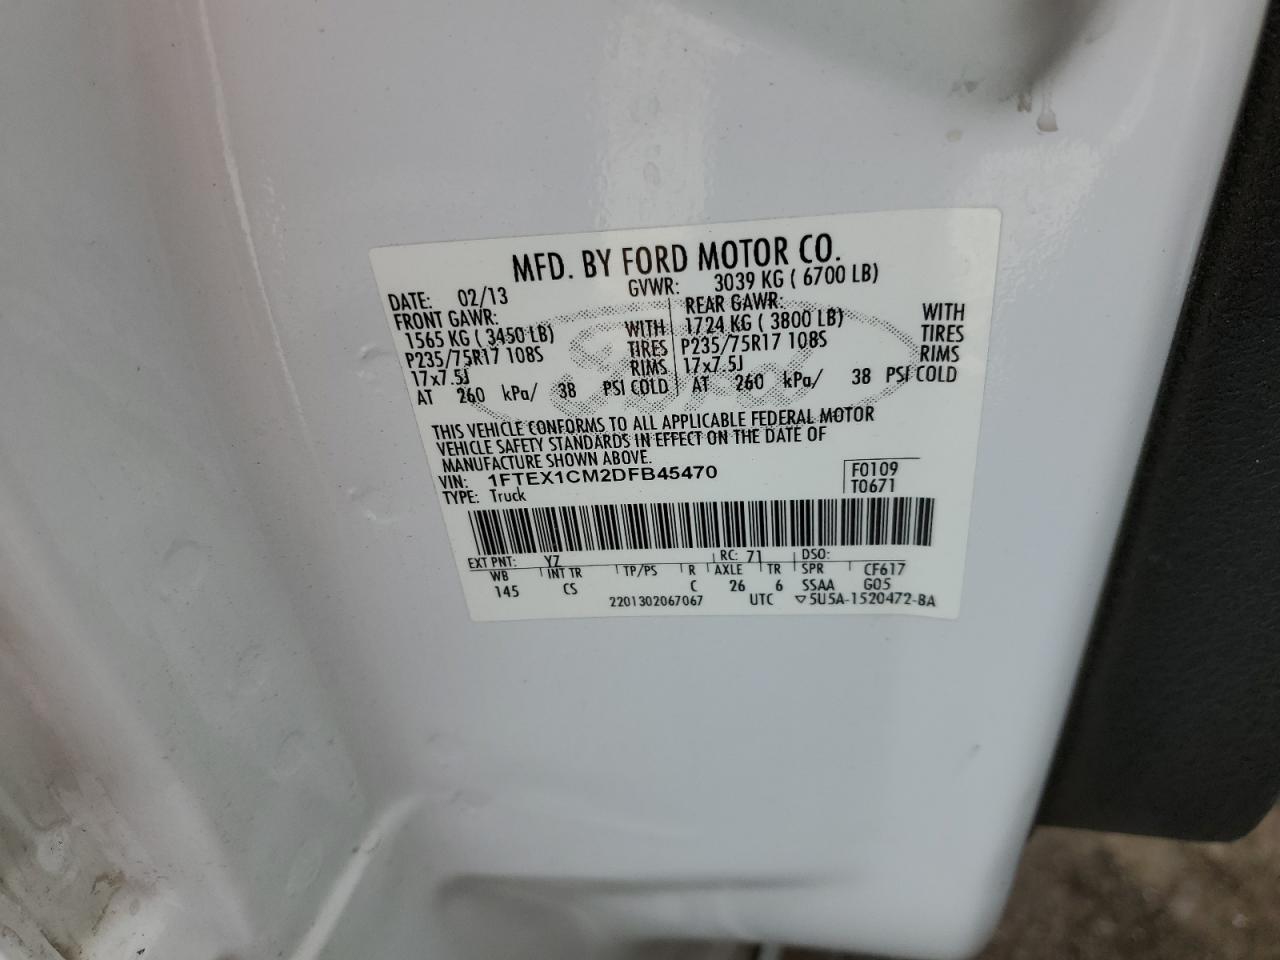 MFD. BY FORD MOTOR CO.
DATE: 02/13 GVWR: 3039 KG ( 6700 LB)
FRONT GAWR: REAR GAWR:
1565 KG ( 3450 LB) WITH 1724 KG ( 3800 LB) WITH
P235/75R17 108S TIRES P235/75R17 108S TIRES
17x7.5J RIMS 17x7.5J RIMS
AT 260 kPa/ 38 PSI COLD AT 260 kPa/ 38 PSI COLD
THIS VEHICLE CONFORMS TO ALL APPLICABLE FEDERAL MOTOR
VEHICLE SAFETY STANDARDS IN EFFECT ON THE DATE OF
MANUFACTURE SHOWN ABOVE.
VIN: 1FTEX1CM2DFB45470 F0109
TYPE: Truck T0671
EXT PNT: YZ RC: 71 DSO:
WB INT TR TP/PS R AXLE TR SPR CF617
145 CS C 26 6 SSAA G05
2201302067067 UTC ▽5U5A-1520472-BA